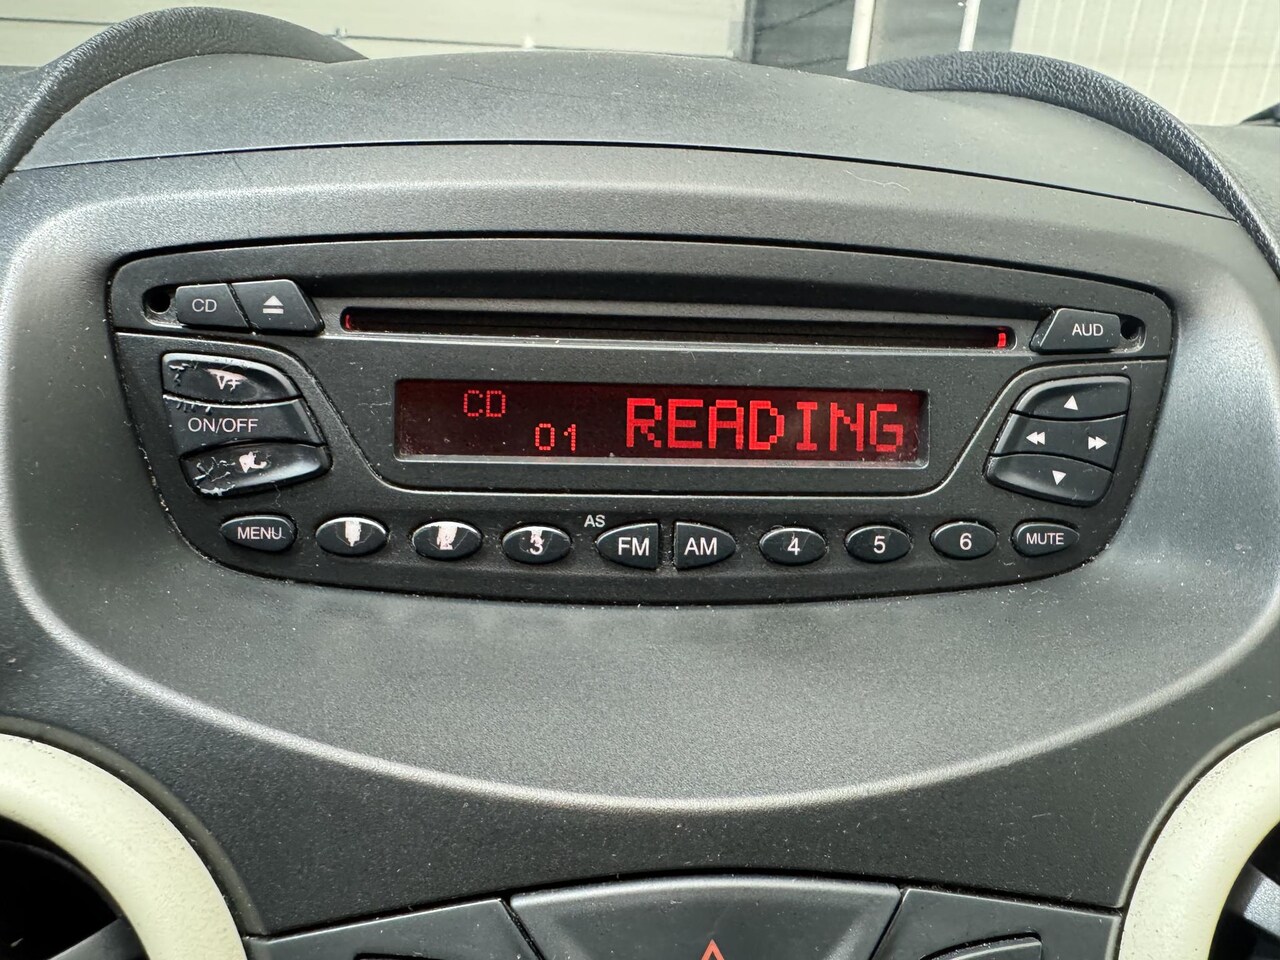 CD
AUD
CD
01 READING
V+
ON/OFF
MENU
3
AS
FM
AM
4
5
6
MUTE